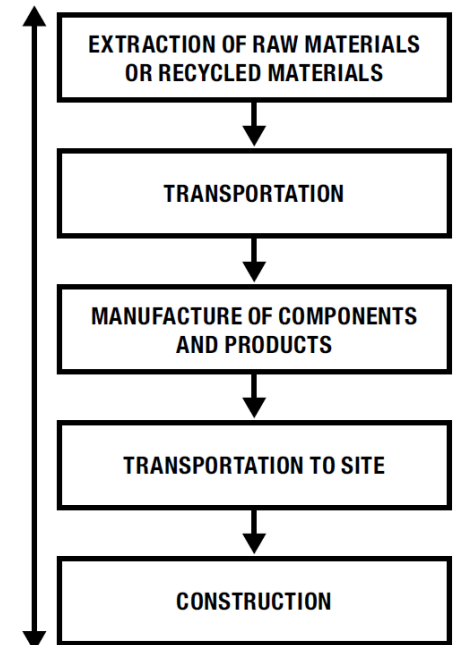 EXTRACTION OF RAW MATERIALS
OR RECYCLED MATERIALS
TRANSPORTATION
MANUFACTURE OF COMPONENTS
AND PRODUCTS
TRANSPORTATION TO SITE
CONSTRUCTION